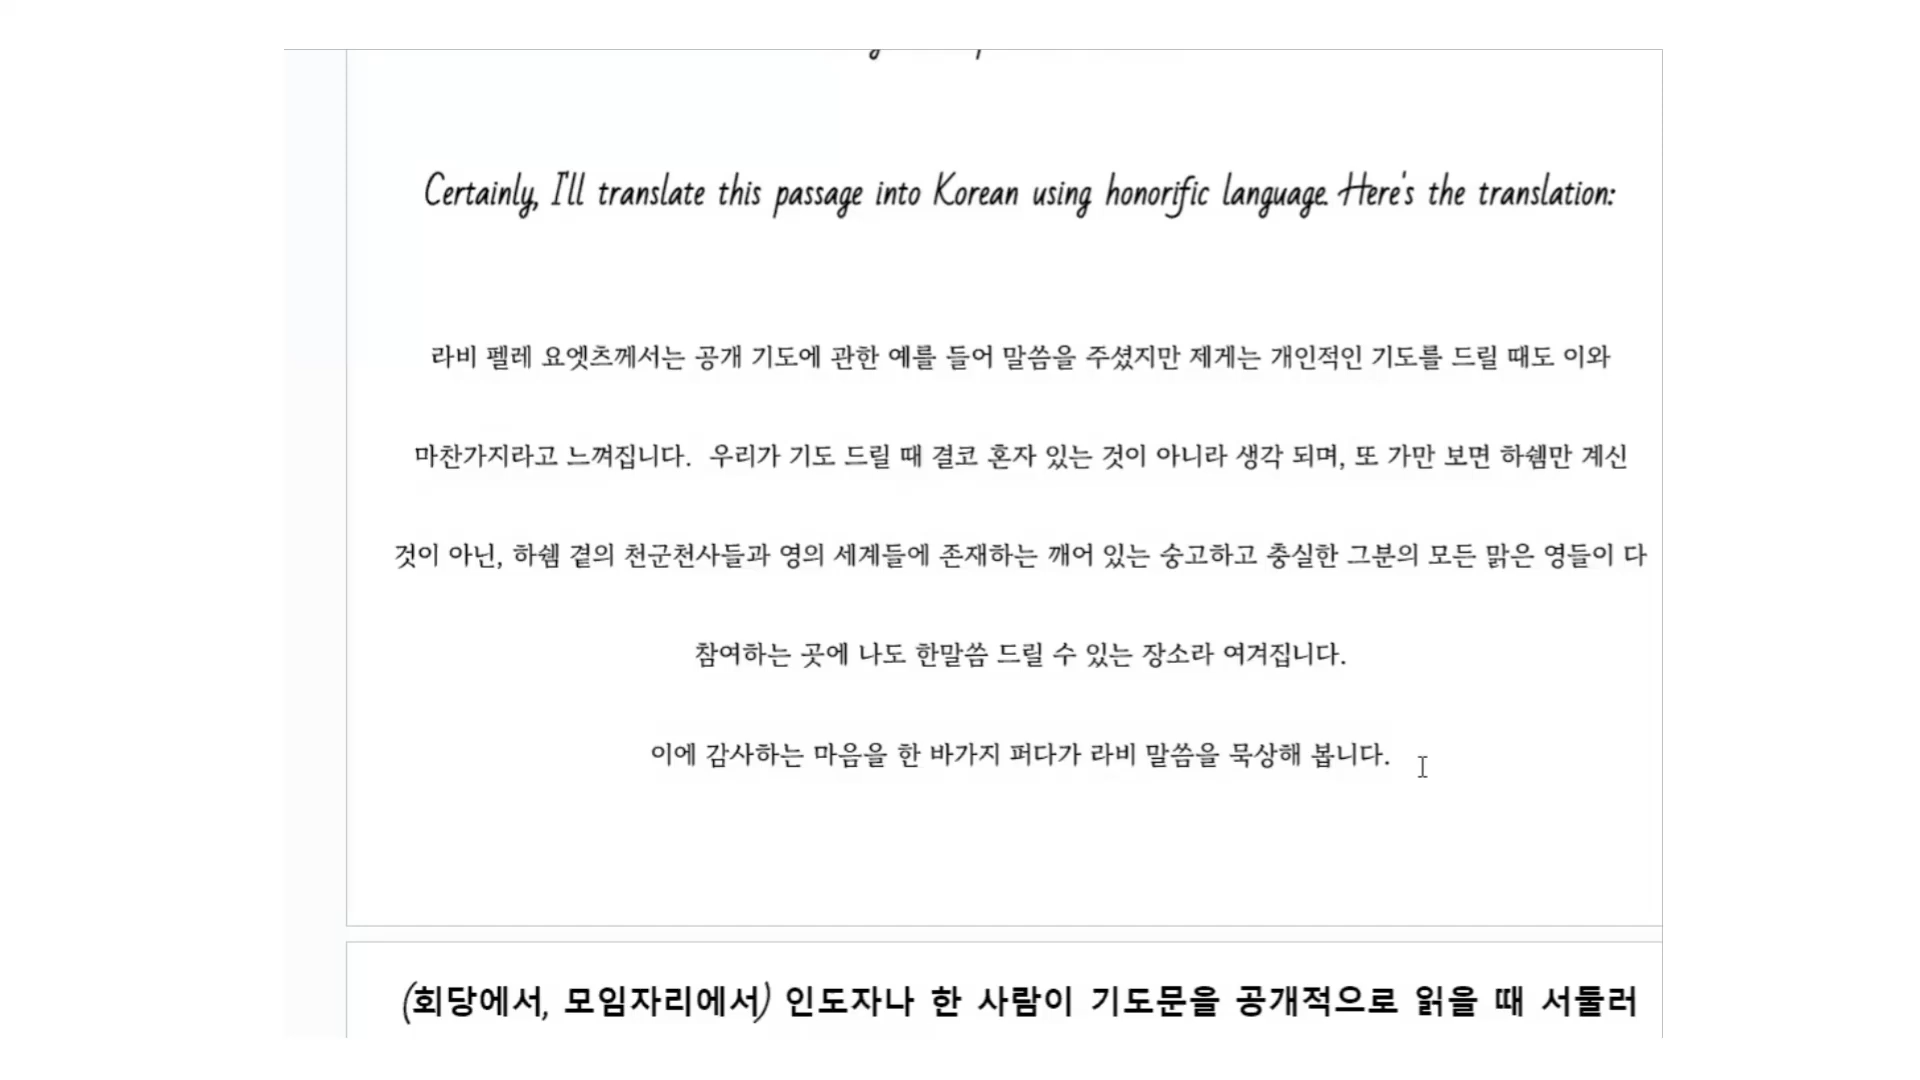 Certainly, I'll translate this passage into Korean using honorific language. Here's the translation:
라비 펠레 요엣츠께서는 공개 기도에 관한 예를 들어 말씀을 주셨지만 제게는 개인적인 기도를 드릴 때도 이와
마찬가지라고 느껴집니다. 우리가 기도 드릴 때 결코 혼자 있는 것이 아니라 생각 되며, 또 가만 보면 하쉠만 계신
것이 아닌, 하쉠 곁의 천군천사들과 영의 세계들에 존재하는 깨어 있는 숭고하고 충실한 그분의 모든 맑은 영들이 다
참여하는 곳에 나도 한말씀 드릴 수 있는 장소라 여겨집니다.
이에 감사하는 마음을 한 바가지 퍼다가 라비 말씀을 묵상해 봅니다.
(회당에서, 모임자리에서) 인도자나 한 사람이 기도문을 공개적으로 읽을 때 서둘러